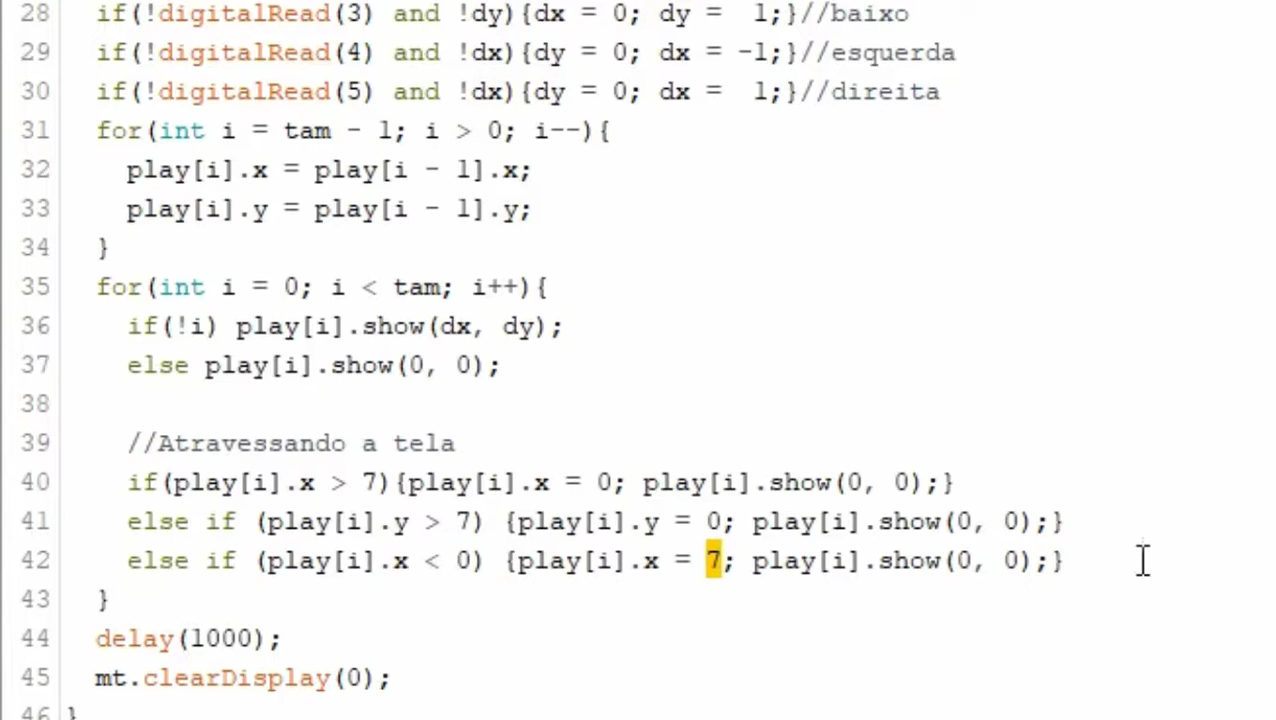 28 if(!digitalRead(3) and !dy){dx = 0; dy =  1;}//baixo
29 if(!digitalRead(4) and !dx){dy = 0; dx = -1;}//esquerda
30 if(!digitalRead(5) and !dx){dy = 0; dx =  1;}//direita
31 for(int i = tam - 1; i > 0; i--){
32 play[i].x = play[i - 1].x;
33 play[i].y = play[i - 1].y;
34 }
35 for(int i = 0; i < tam; i++){
36 if(!i) play[i].show(dx, dy);
37 else play[i].show(0, 0);
38
39 //Atravessando a tela
40 if(play[i].x > 7){play[i].x = 0; play[i].show(0, 0);}
41 else if (play[i].y > 7) {play[i].y = 0; play[i].show(0, 0);}
42 else if (play[i].x < 0) {play[i].x = 7; play[i].show(0, 0);}
43 }
44 delay(1000);
45 mt.clearDisplay(0);
46 }